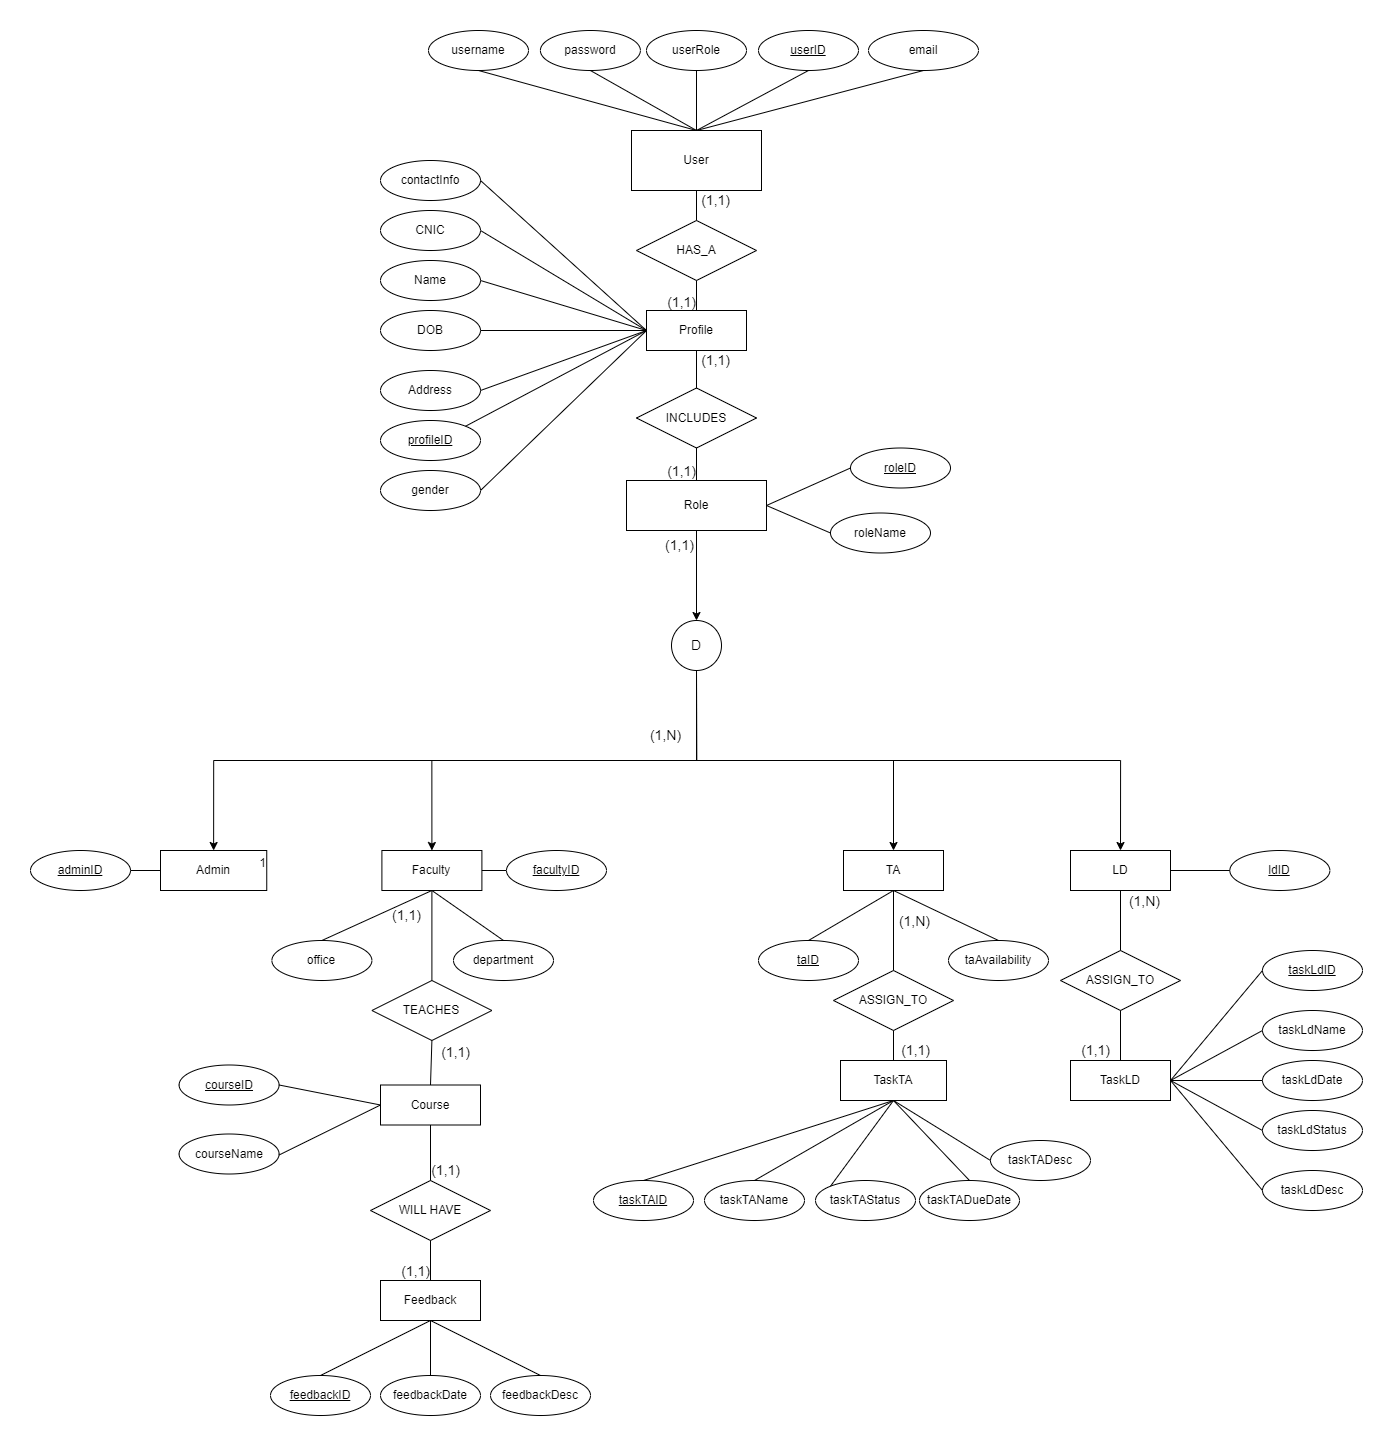 username
password
userRole
userID
email
User
(1,1)
contactInfo
CNIC
HAS_A
Name
(1,1)
DOB
Profile
(1,1)
Address
INCLUDES
profileID
(1,1)
roleID
gender
Role
roleName
(1,1)
D
(1,N)
adminID
Admin
1
Faculty
facultyID
TA
LD
ldID
(1,1)
(1,N)
(1,N)
office
department
taID
taAvailability
taskLdID
ASSIGN_TO
TEACHES
ASSIGN_TO
taskLdName
(1,1)
(1,1)
(1,1)
courseID
TaskTA
TaskLD
taskLdDate
Course
taskLdStatus
courseName
taskTADesc
(1,1)
taskLdDesc
WILL HAVE
taskTAID
taskTAName
taskTAStatus
taskTADueDate
(1,1)
Feedback
feedbackID
feedbackDate
feedbackDesc